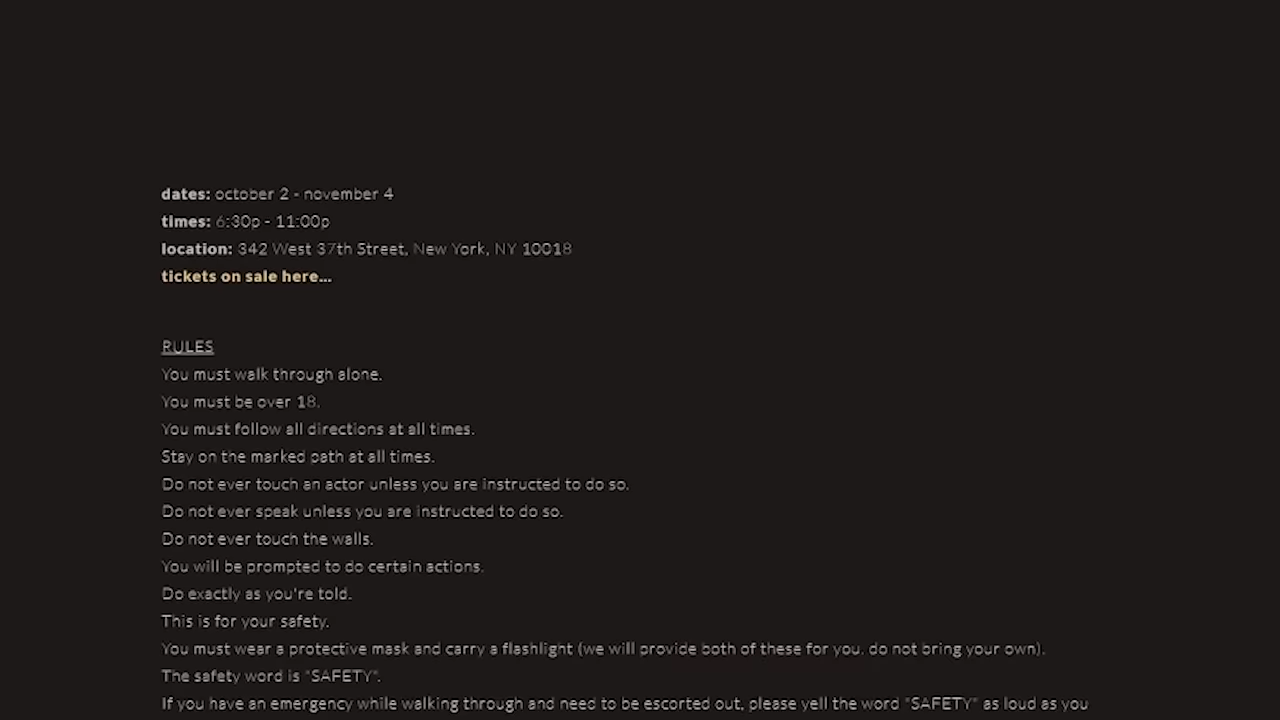 dates: october 2 - november 4
times: 6:30p - 11:00p
location: 342 West 37th Street, New York, NY 10018
tickets on sale here...
RULES
You must walk through alone.
You must be over 18.
You must follow all directions at all times.
Stay on the marked path at all times.
Do not ever touch an actor unless you are instructed to do so.
Do not ever speak unless you are instructed to do so.
Do not ever touch the walls.
You will be prompted to do certain actions.
Do exactly as you're told.
This is for your safety.
You must wear a protective mask and carry a flashlight (we will provide both of these for you. do not bring your own).
The safety word is "SAFETY".
If you have an emergency while walking through and need to be escorted out, please yell the word "SAFETY" as loud as you